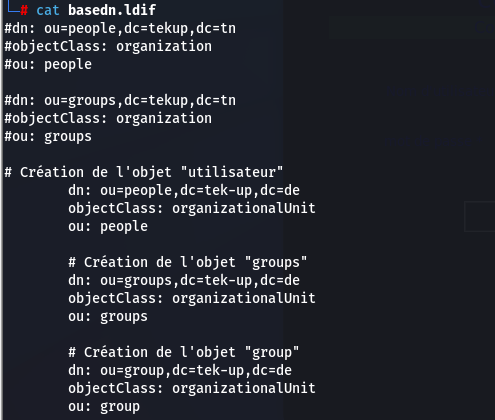 └─# cat basedn.ldif
#dn: ou=people,dc=tekup,dc=tn
#objectClass: organization
#ou: people

#dn: ou=groups,dc=tekup,dc=tn
#objectClass: organization
#ou: groups

# Création de l'objet "utilisateur"
        dn: ou=people,dc=tek-up,dc=de
        objectClass: organizationalUnit
        ou: people

        # Création de l'objet "groups"
        dn: ou=groups,dc=tek-up,dc=de
        objectClass: organizationalUnit
        ou: groups

        # Création de l'objet "group"
        dn: ou=group,dc=tek-up,dc=de
        objectClass: organizationalUnit
        ou: group